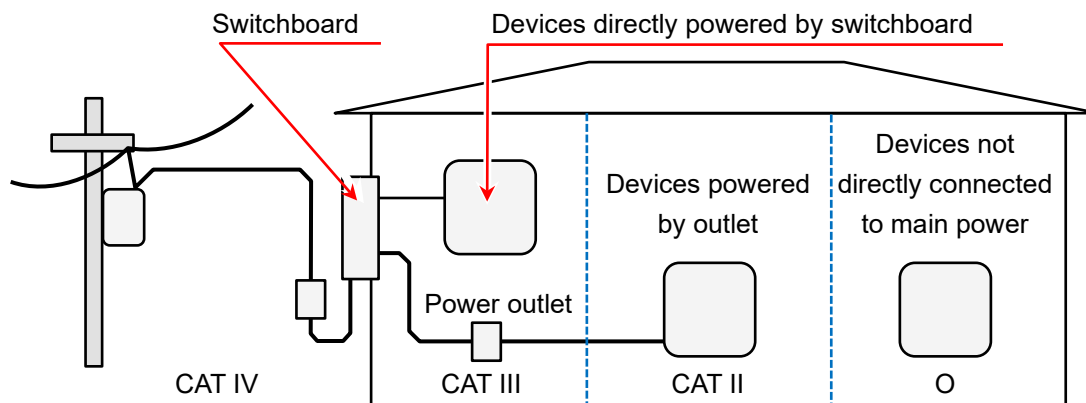 Switchboard
Devices directly powered by switchboard
Devices not
directly connected
to main power
Devices powered
by outlet
Power outlet
CAT IV
CAT III
CAT II
O